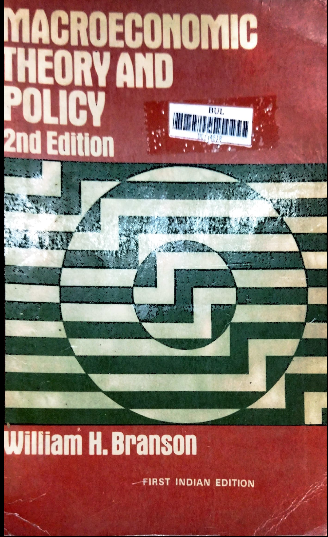 MACROECONOMIC
THEORY AND
POLICY
2nd Edition
William H. Branson
FIRST INDIAN EDITION